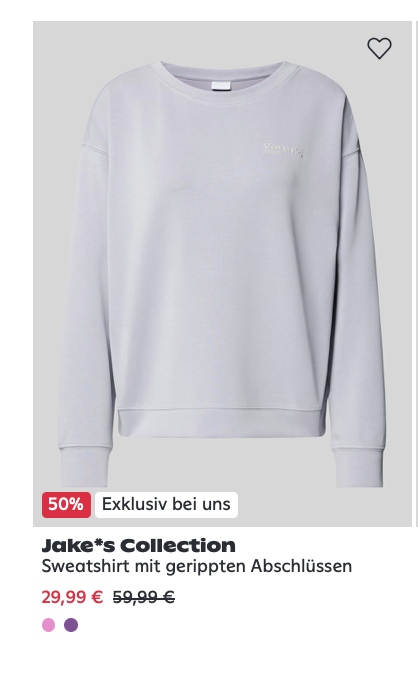 50% Exklusiv bei uns
Jake*s Collection
Sweatshirt mit gerippten Abschlüssen
29,99 € 59,99 €